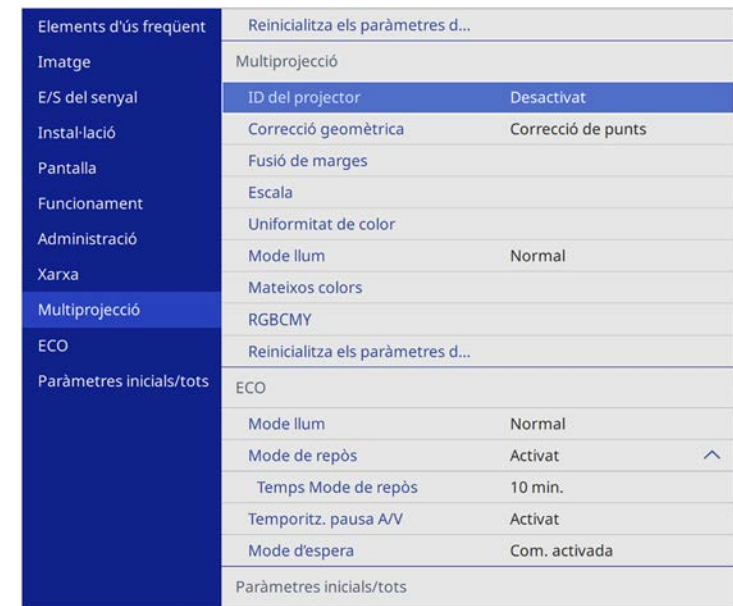 Elements d'ús freqüent
Imatge
E/S del senyal
Instal·lació
Pantalla
Funcionament
Administració
Xarxa
Multiprojecció
ECO
Paràmetres inicials/tots
Reinicialitza els paràmetres d...
Multiprojecció
ID del projector Desactivat
Correcció geomètrica Correcció de punts
Fusió de marges
Escala
Uniformitat de color
Mode llum Normal
Mateixos colors
RGBCMY
Reinicialitza els paràmetres d...
ECO
Mode llum Normal
Mode de repòs Activat
Temps Mode de repòs 10 min.
Temporitz. pausa A/V Activat
Mode d’espera Com. activada
Paràmetres inicials/tots